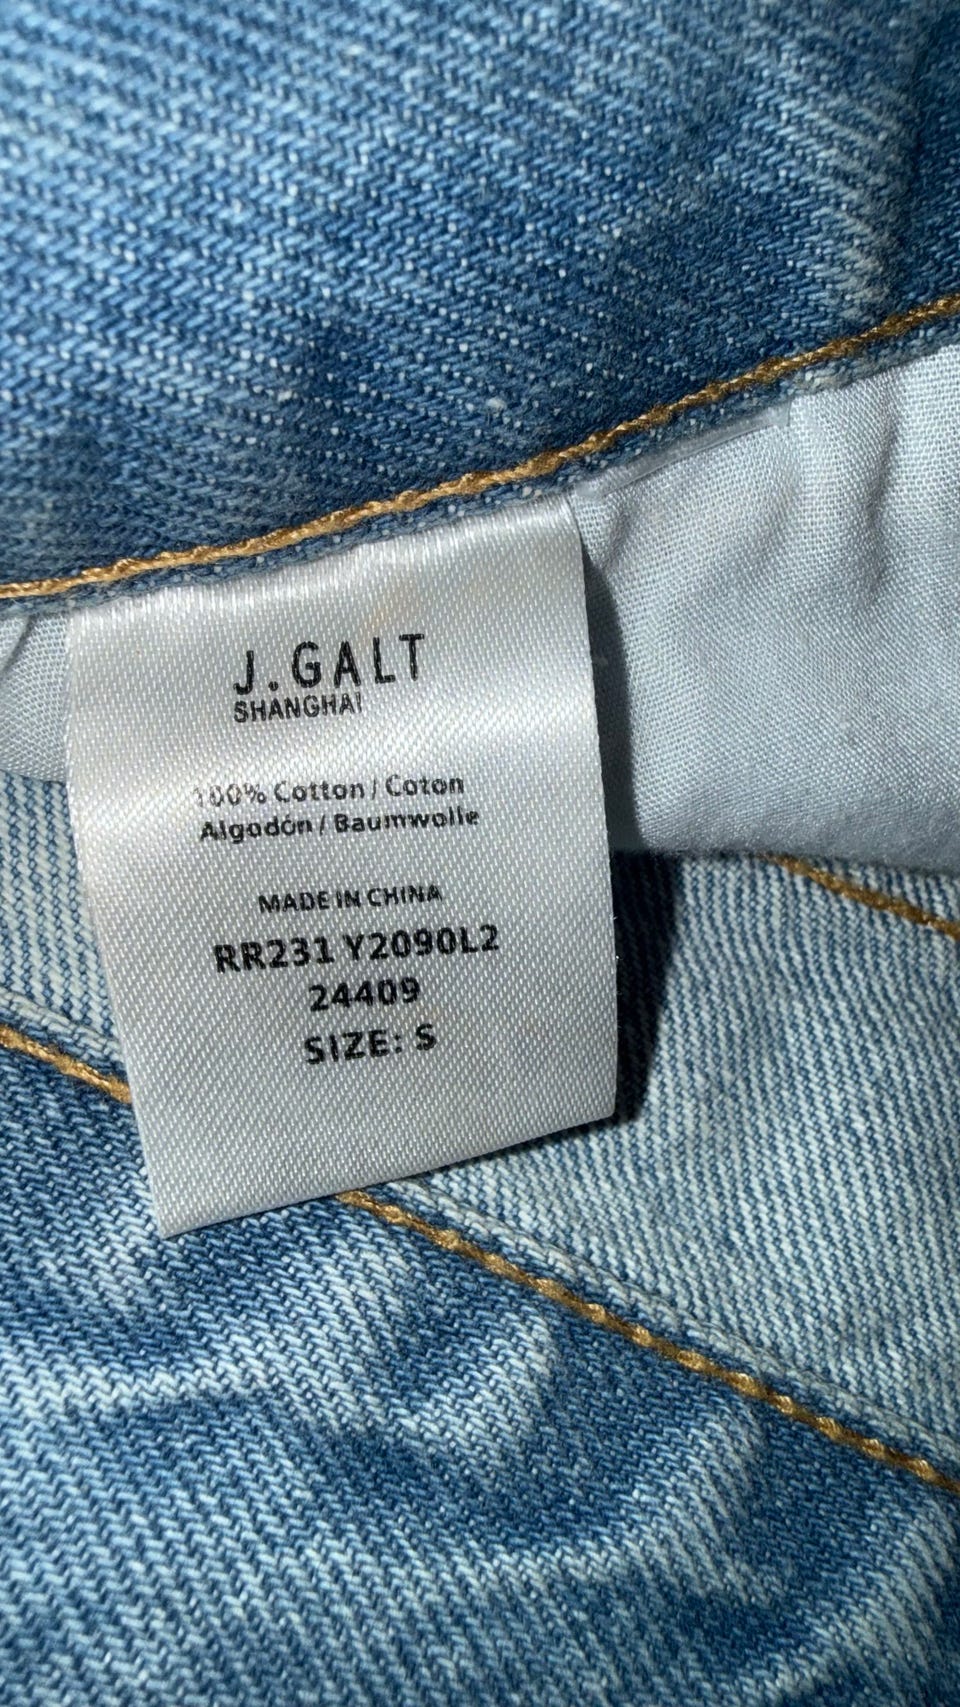 J.GALT
SHANGHAI
100% Cotton / Coton
Algodón / Baumwolle
MADE IN CHINA
RR231 Y2090L2
24409
SIZE: S